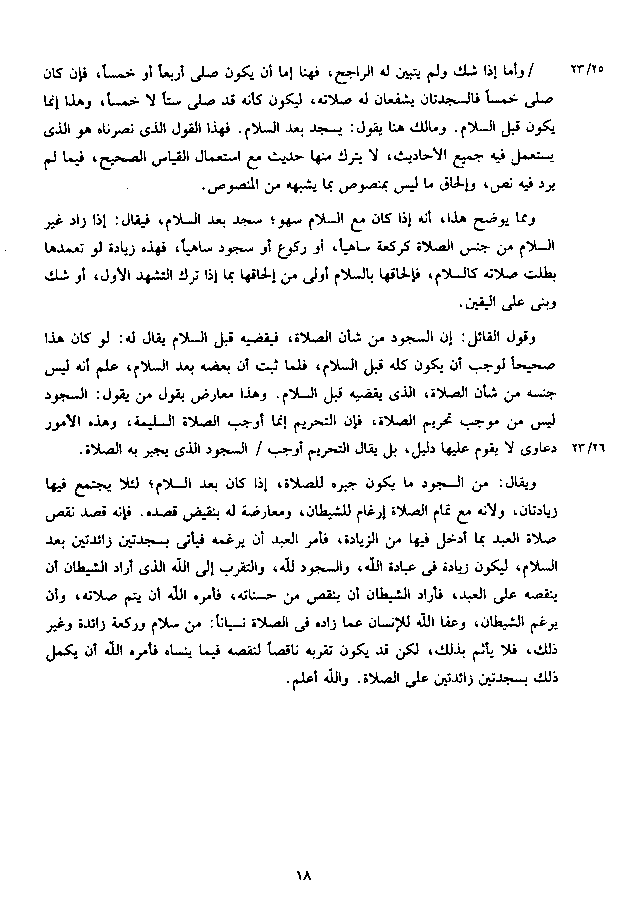 ٢٣/٢٥ / وأما إذا شك ولم يتبين له الراجح، فهنا إما أن يكون صلى أربعاً أو خمساً، فإن كان
صلى خمساً فالسجدتان يشفعان له صلاته، ليكون كأنه قد صلى ستاً لا خمساً، وهذا إنما
يكون قبل السلام. ومالك هنا يقول: يسجد بعد السلام. فهذا القول الذى نصرناه هو الذى
يستعمل فيه جميع الأحاديث، لا يترك منها حديث مع استعمال القياس الصحيح، فيما لم
يرد فيه نص، وإلحاق ما ليس بمنصوص بما يشبهه من المنصوص.
ومما يوضح هذا، أنه إذا كان مع السلام سهو؛ سجد بعد السلام، فيقال: إذا زاد غير
السلام من جنس الصلاة كركعة ساهياً، أو ركوع أو سجود ساهياً، فهذه زيادة لو تعمدها
بطلت صلاته كالسلام، فإلحاقها بالسلام أولى من إلحاقها بما إذا ترك التشهد الأول، أو شك
وبنى على اليقين.
وقول القائل: إن السجود من شأن الصلاة، فيقضيه قبل السلام يقال له: لو كان هذا
صحيحاً لوجب أن يكون كله قبل السلام، فلما ثبت أن بعضه بعد السلام، علم أنه ليس
جنسه من شأن الصلاة، الذى يقضيه قبل السلام. وهذا معارض بقول من يقول: السجود
ليس من موجب تحريم الصلاة، فإن التحريم إنما أوجب الصلاة السليمة، وهذه الأمور
٢٣/٢٦ دعاوى لا يقوم عليها دليل، بل يقال التحريم أوجب / السجود الذى يجبر به الصلاة.
ويقال: من السجود ما يكون جبره للصلاة، إذا كان بعد السلام؛ لئلا يجتمع فيها
زيادتان، ولأنه مع تمام الصلاة إرغام للشيطان، ومعارضة له بنقيض قصده. فإنه قصد نقص
صلاة العبد بما أدخل فيها من الزيادة، فأمر العبد أن يرغمه فيأتى بسجدتين زائدتين بعد
السلام، ليكون زيادة فى عبادة الله، والسجود لله، والتقرب إلى الله الذى أراد الشيطان أن
ينقصه على العبد، فأراد الشيطان أن ينقص من حسناته، فأمره الله أن يتم صلاته، وأن
يرغم الشيطان، وعفا الله للإنسان عما زاده فى الصلاة نسياناً: من سلام وركعة زائدة وغير
ذلك، فلا يأثم بذلك، لكن قد يكون تقربه ناقصاً لنقصه فيما ينساه فأمره الله أن يكمل
ذلك بسجدتين زائدتين على الصلاة. والله أعلم.
١٨